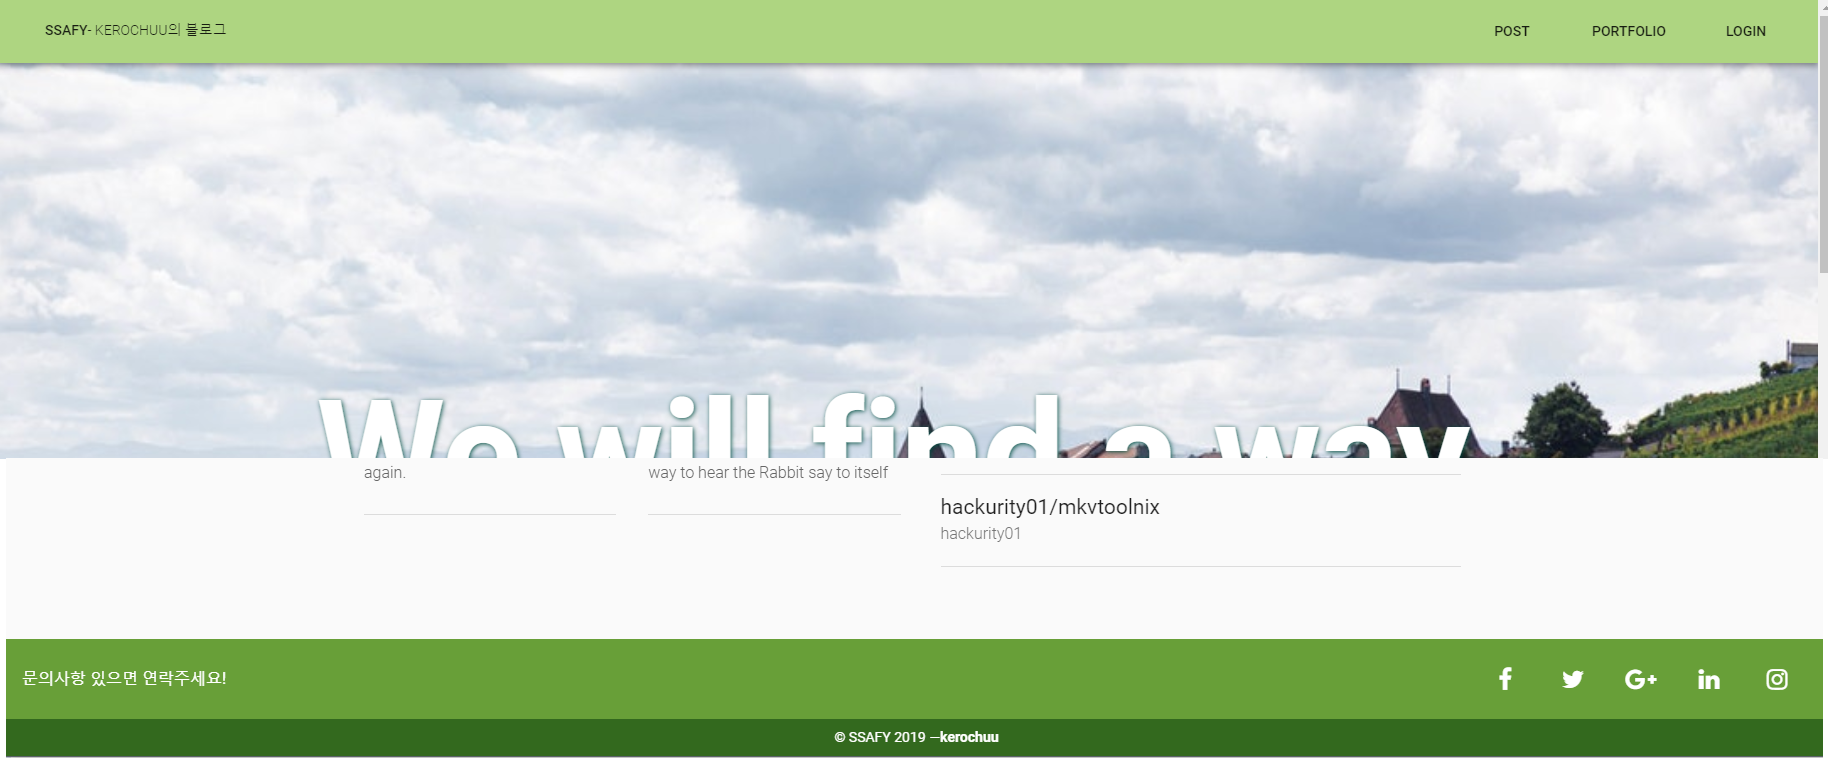 SSAFY- KEROCHUU의 블로그
POST PORTFOLIO LOGIN
We will find a way
again.
way to hear the Rabbit say to itself
hackurity01/mkvtoolnix
hackurity01
문의사항 있으면 연락주세요!
© SSAFY 2019 —kerochuu